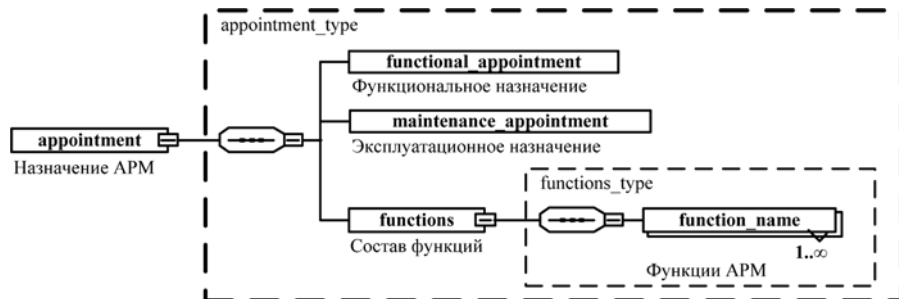 appointment_type
functional_appointment
Функциональное назначение
maintenance_appointment
Эксплуатационное назначение
appointment
Назначение АРМ
functions_type
functions
Состав функций
function_name
1..∞
Функции АРМ